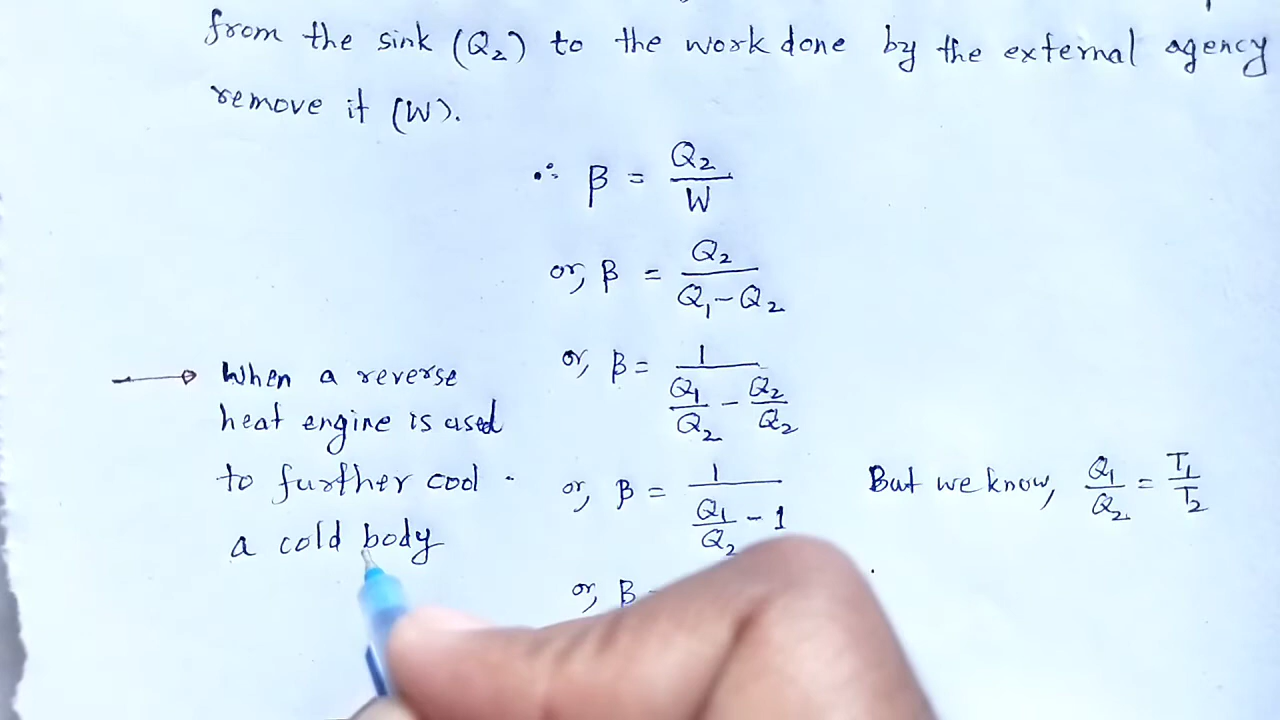 from the sink (Q₂) to the work done by the external agency
remove it (W).
∴ β = Q₂/W
or, β = Q₂/(Q₁-Q₂)
or, β = 1/(Q₁/Q₂ - Q₂/Q₂)
or, β = 1/(Q₁/Q₂ - 1)
But we know, Q₁/Q₂ = T₁/T₂
or, β
When a reverse
heat engine is used
to further cool
a cold body